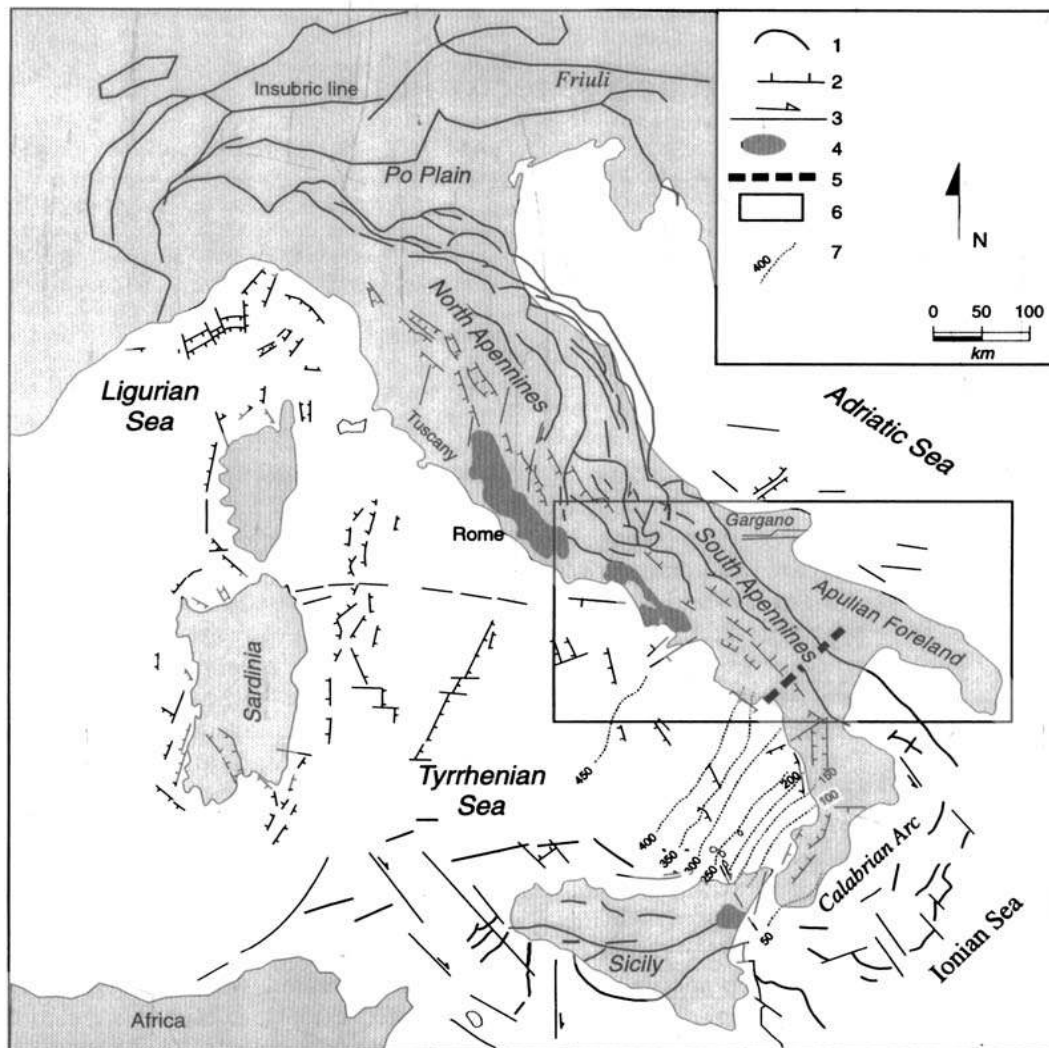 1
2
3
4
5
6
400
7
N
0 50 100
km
Insubric line
Friuli
Po Plain
North Apennines
Ligurian
Sea
Tuscany
Adriatic Sea
Rome
Gargano
South Apennines
Apulian Foreland
Sardinia
Tyrrhenian
Sea
450
400
350
300
250
200
150
100
50
Calabrian Arc
Ionian Sea
Sicily
Africa